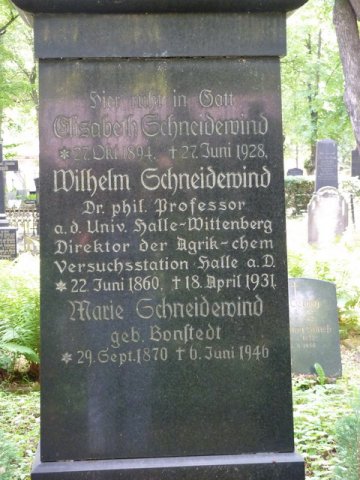 Hier ruht in Gott
Elisabeth Schneidewind
* 27. Okt. 1894. † 27. Juni 1928.
Wilhelm Schneidewind
Dr. phil. Professor
a.d. Univ. Halle-Wittenberg
Direktor der Agrik-chem
Versuchsstation Halle a.D.
* 22. Juni 1860. † 18. April 1931.
Marie Schneidewind
geb. Bonstedt
* 29. Sept. 1870 † 6. Juni 1946